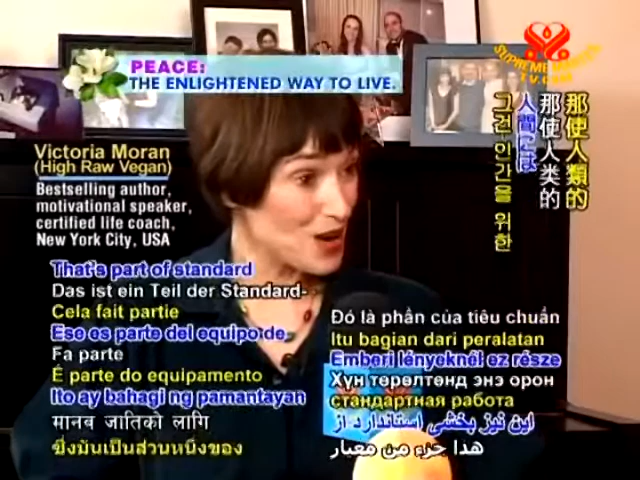 PEACE:
THE ENLIGHTENED WAY TO LIVE.
SUPREME MASTER
TV.COM
Victoria Moran
(High Raw Vegan)
Bestselling author,
motivational speaker,
certified life coach,
New York City, USA
那使人類的
那使人类的
人間には
그건 인간을 위한
That's part of standard
Das ist ein Teil der Standard-
Cela fait partie
Ese es parte del equipo de
Fa parte
É parte do equipamento
Ito ay bahagi ng pamantayan
मानव जातिको लागि
ซึ่งมันเป็นส่วนหนึ่งของ
Đó là phần của tiêu chuẩn
Itu bagian dari peralatan
Emberi lényeknél ez része
Хүн төрөлтөнд энэ орон
стандартная работа
این نیز بخشی استاندارد از
هذا جزء من معيار